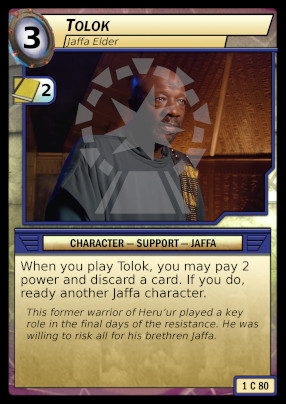 3
TOLOK
Jaffa Elder
2
CHARACTER – SUPPORT – JAFFA
When you play Tolok, you may pay 2
power and discard a card. If you do,
ready another Jaffa character.
This former warrior of Heru'ur played a key
role in the final days of the resistance. He was
willing to risk all for his brethren Jaffa.
1 C 80